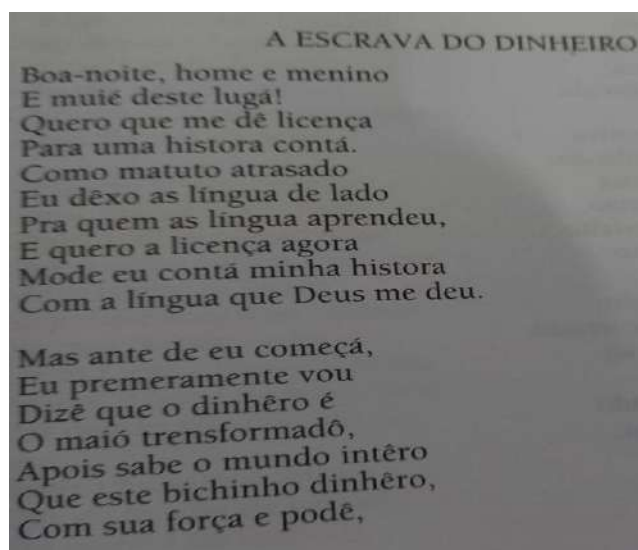 A ESCRAVA DO DINHEIRO
Boa-noite, home e menino
E muié deste lugá!
Quero que me dê licença
Para uma histora contá.
Como matuto atrasado
Eu dêxo as língua de lado
Pra quem as língua aprendeu,
E quero a licença agora
Mode eu contá minha histora
Com a língua que Deus me deu.
Mas ante de eu começá,
Eu premeramente vou
Dizê que o dinhêro é
O maió trensformadô,
Apois sabe o mundo intêro
Que este bichinho dinhêro,
Com sua força e podê,